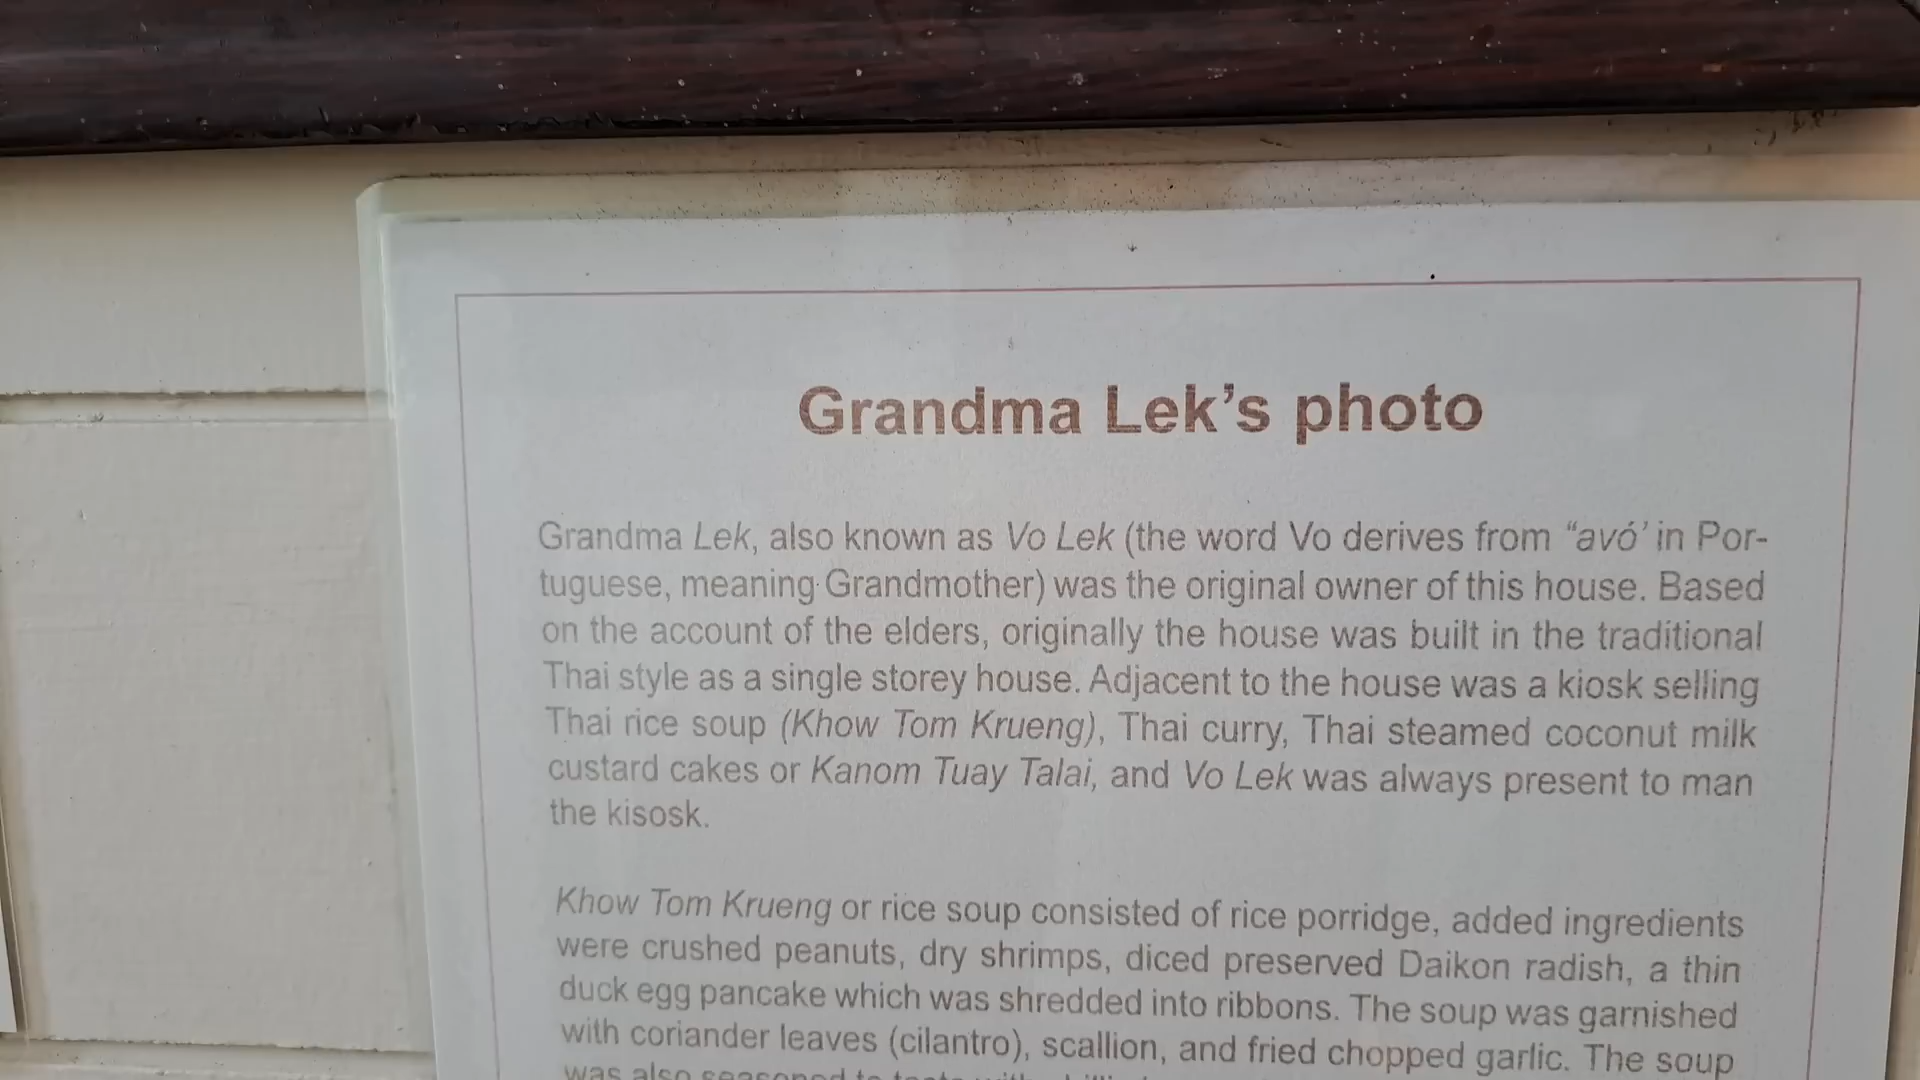 Grandma Lek's photo
Grandma Lek, also known as Vo Lek (the word Vo derives from “avó’ in Por-
tuguese, meaning Grandmother) was the original owner of this house. Based
on the account of the elders, originally the house was built in the traditional
Thai style as a single storey house. Adjacent to the house was a kiosk selling
Thai rice soup (Khow Tom Krueng), Thai curry, Thai steamed coconut milk
custard cakes or Kanom Tuay Talai, and Vo Lek was always present to man
the kisosk.
Khow Tom Krueng or rice soup consisted of rice porridge, added ingredients
were crushed peanuts, dry shrimps, diced preserved Daikon radish, a thin
duck egg pancake which was shredded into ribbons. The soup was garnished
with coriander leaves (cilantro), scallion, and fried chopped garlic. The soup
was also seasoned to taste with